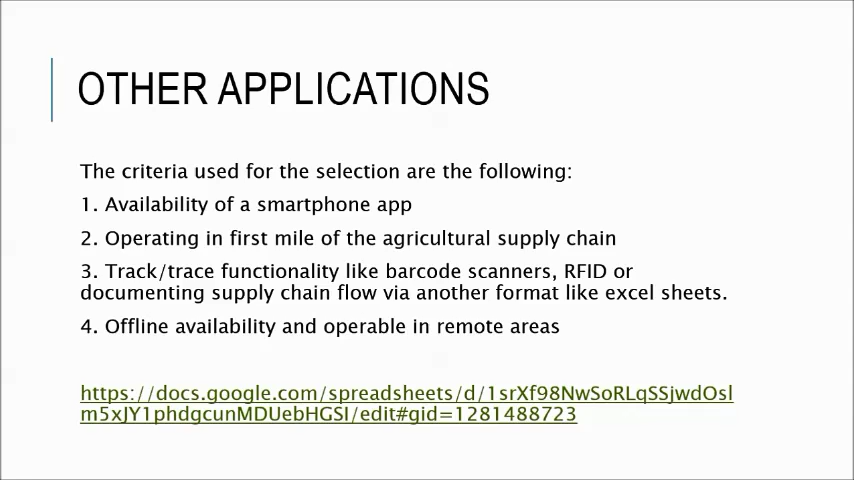 OTHER APPLICATIONS
The criteria used for the selection are the following:
1. Availability of a smartphone app
2. Operating in first mile of the agricultural supply chain
3. Track/trace functionality like barcode scanners, RFID or
documenting supply chain flow via another format like excel sheets.
4. Offline availability and operable in remote areas
https://docs.google.com/spreadsheets/d/1srXf98NwSoRLqSSjwdOsl
m5xJY1phdgcunMDUebHGSI/edit#gid=1281488723